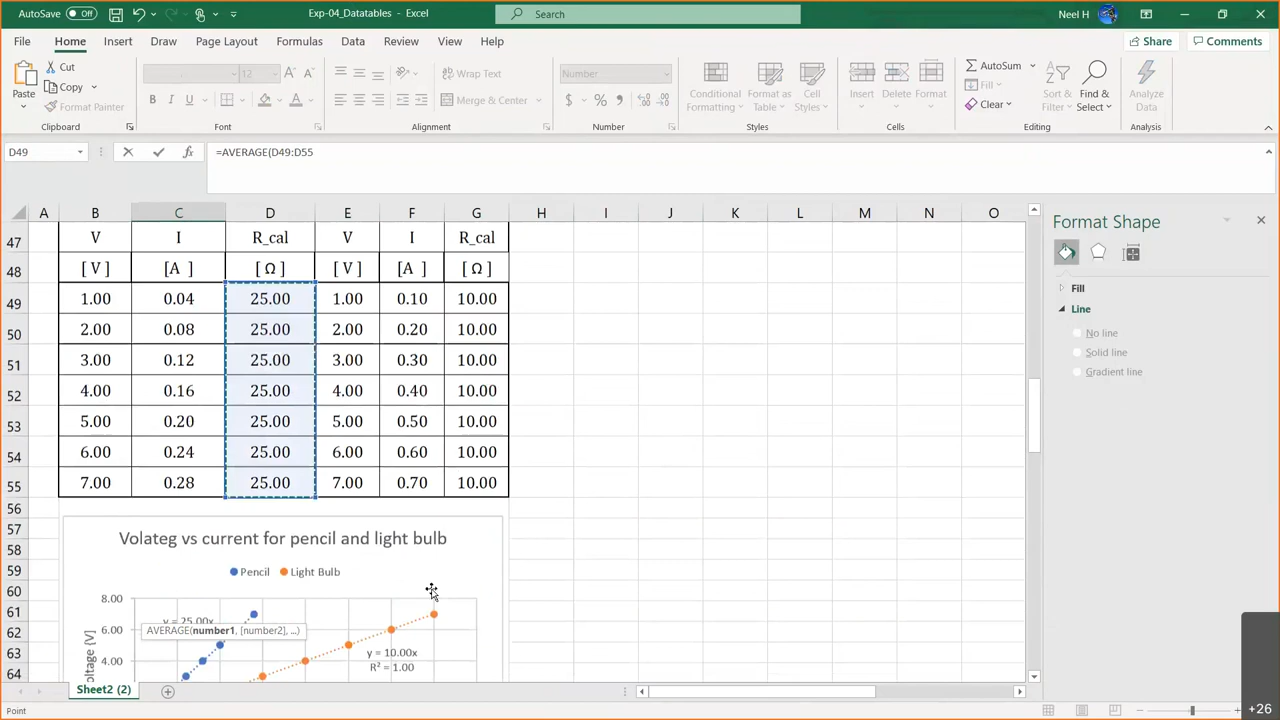 AutoSave Off Exp-04_Datatables - Excel Search Neel H
File Home Insert Draw Page Layout Formulas Data Review View Help Share Comments
Paste Cut Copy Format Painter Clipboard
12 A A B I U A Font
Wrap Text Merge & Center Alignment
Number $ % , Number
Conditional Formatting Format as Table Cell Styles Styles
Insert Delete Format Cells
AutoSum Fill Clear Sort & Filter Find & Select Editing
Analyze Data Analysis
D49 fx =AVERAGE(D49:D55
A B C D E F G H I J K L M N O
47 V I R_cal V I R_cal
48 [ V ] [A ] [ Ω ] [ V ] [A ] [ Ω ]
49 1.00 0.04 25.00 1.00 0.10 10.00
50 2.00 0.08 25.00 2.00 0.20 10.00
51 3.00 0.12 25.00 3.00 0.30 10.00
52 4.00 0.16 25.00 4.00 0.40 10.00
53 5.00 0.20 25.00 5.00 0.50 10.00
54 6.00 0.24 25.00 6.00 0.60 10.00
55 7.00 0.28 25.00 7.00 0.70 10.00
56
57
58
59
60
61
62
63
64
Volateg vs current for pencil and light bulb
Pencil Light Bulb
8.00
6.00
4.00
y = 25.00x
AVERAGE(number1, [number2], ...)
y = 10.00x
R² = 1.00
Format Shape
Fill
Line
No line
Solid line
Gradient line
Sheet2 (2)
Point
+26